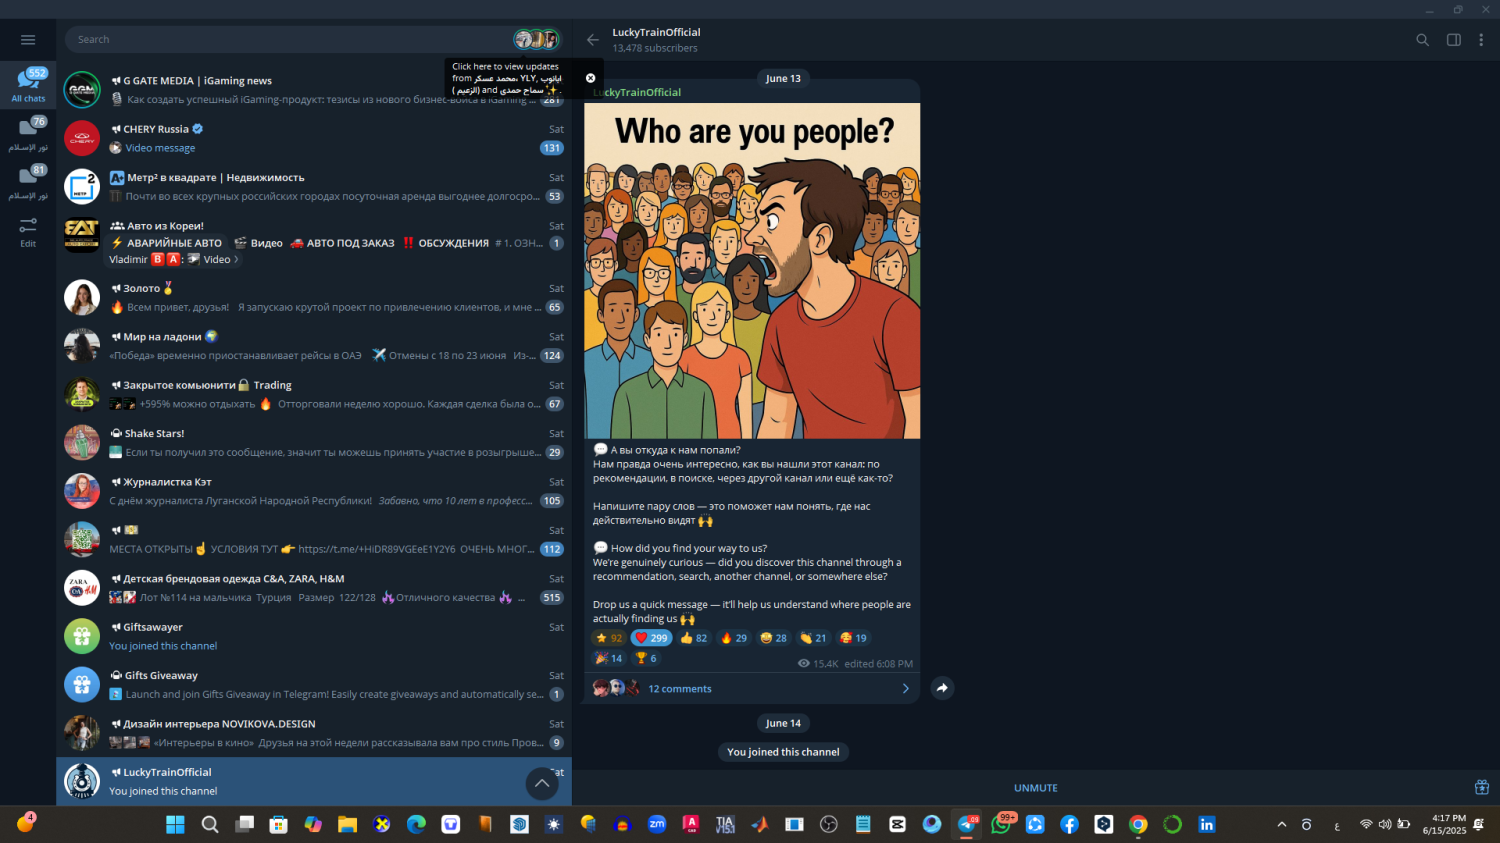 Search
LuckyTrainOfficial
13,478 subscribers
552
All chats
76
نور الإسلام
81
نور الإسلام
Edit
Click here to view updates
from محمد عسكر, YLY, ابانوب
(الزعيم) and سماح حمدى ✨.
G GATE MEDIA | iGaming news
Как создать успешный iGaming-продукт: тезисы из нового бизнес-войса в iGaming ...
281
CHERY Russia
Sat
Video message
131
Метр² в квадрате | Недвижимость
Sat
Почти во всех крупных российских городах посуточная аренда выгоднее долгосро...
53
Авто из Кореи!
Sat
⚡ АВАРИЙНЫЕ АВТО 🎬 Видео 🚗 АВТО ПОД ЗАКАЗ ‼️ ОБСУЖДЕНИЯ # 1. ОЗН...
1
Vladimir 🅱️🅰️: Video
Золото🏅
Sat
🔥 Всем привет, друзья! Я запускаю крутой проект по привлечению клиентов, и мне ...
65
Мир на ладони 🌍
Sat
«Победа» временно приостанавливает рейсы в ОАЭ ✈️ Отмены с 18 по 23 июня Из-...
124
Закрытое комьюнити🔒 Trading
Sat
+595% можно отдыхать 🔥 Отторговали неделю хорошо. Каждая сделка была о...
67
Shake Stars!
Sat
Если ты получил это сообщение, значит ты можешь принять участие в розыгрыше...
29
Журналистка Кэт
Sat
С днём журналиста Луганской Народной Республики! Забавно, что 10 лет в професс...
105
Sat
МЕСТА ОТКРЫТЫ☝️ УСЛОВИЯ ТУТ 👉 https://t.me/+HiDR89VGEeE1Y2Y6 ОЧЕНЬ МНОГ...
112
Детская брендовая одежда C&A, ZARA, H&M
Sat
Лот №114 на мальчика Турция Размер 122/128 Отличного качества ...
515
Giftsawayer
Sat
You joined this channel
Gifts Giveaway
Sat
Launch and join Gifts Giveaway in Telegram! Easily create giveaways and automatically se...
1
Дизайн интерьера NOVIKOVA.DESIGN
Sat
«Интерьеры в кино» Друзья на этой недели рассказывала вам про стиль Пров...
9
LuckyTrainOfficial
You joined this channel
June 13
LuckyTrainOfficial
Who are you people?
💬 А вы откуда к нам попали?
Нам правда очень интересно, как вы нашли этот канал: по
рекомендации, в поиске, через другой канал или ещё как-то?
Напишите пару слов — это поможет нам понять, где нас
действительно видят 🙌
💬 How did you find your way to us?
We're genuinely curious — did you discover this channel through a
recommendation, search, another channel, or somewhere else?
Drop us a quick message — it'll help us understand where people are
actually finding us 🙌
⭐ 92 ❤️ 299 👍 82 🔥 29 🤩 28 👏 21 🥰 19
🎉 14 🏆 6
15.4K edited 6:08 PM
12 comments
June 14
You joined this channel
UNMUTE
4
99+
4:17 PM
6/15/2025